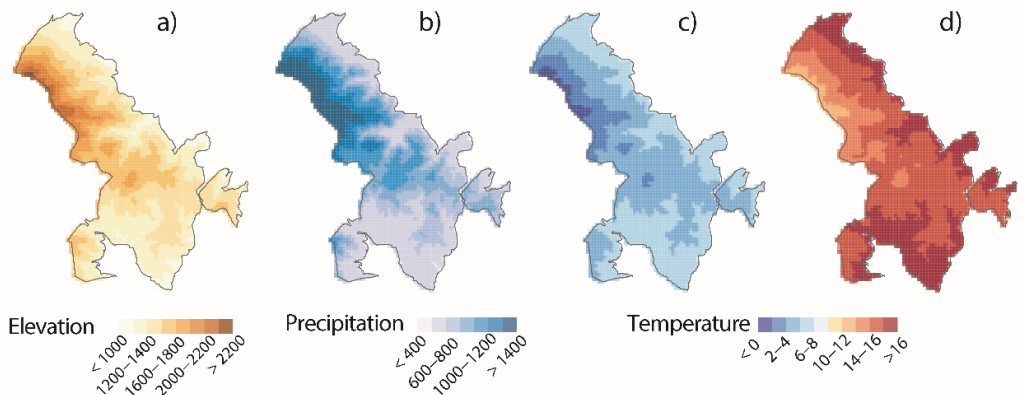 a)
b)
c)
d)
Elevation
< 1000
1200–1400
1600–1800
2000–2200
> 2200
Precipitation
< 400
600–800
1000–1200
> 1400
Temperature
< 0
2–4
6–8
10–12
14–16
>16